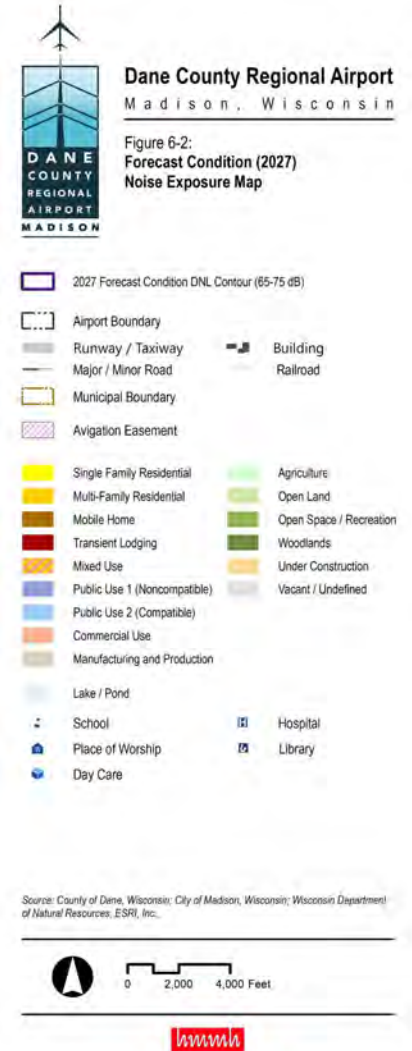 DANE
COUNTY
REGIONAL
AIRPORT
MADISON
Dane County Regional Airport
Madison, Wisconsin
Figure 6-2:
Forecast Condition (2027)
Noise Exposure Map
2027 Forecast Condition DNL Contour (65-75 dB)
Airport Boundary
Runway / Taxiway
Building
Major / Minor Road
Railroad
Municipal Boundary
Avigation Easement
Single Family Residential
Agriculture
Multi-Family Residential
Open Land
Mobile Home
Open Space / Recreation
Transient Lodging
Woodlands
Mixed Use
Under Construction
Public Use 1 (Noncompatible)
Vacant / Undefined
Public Use 2 (Compatible)
Commercial Use
Manufacturing and Production
Lake / Pond
School
H Hospital
Place of Worship
Library
Day Care
Source: County of Dane, Wisconsin; City of Madison, Wisconsin; Wisconsin Department
of Natural Resources, ESRI, Inc.
0 2,000 4,000 Feet
hmmh